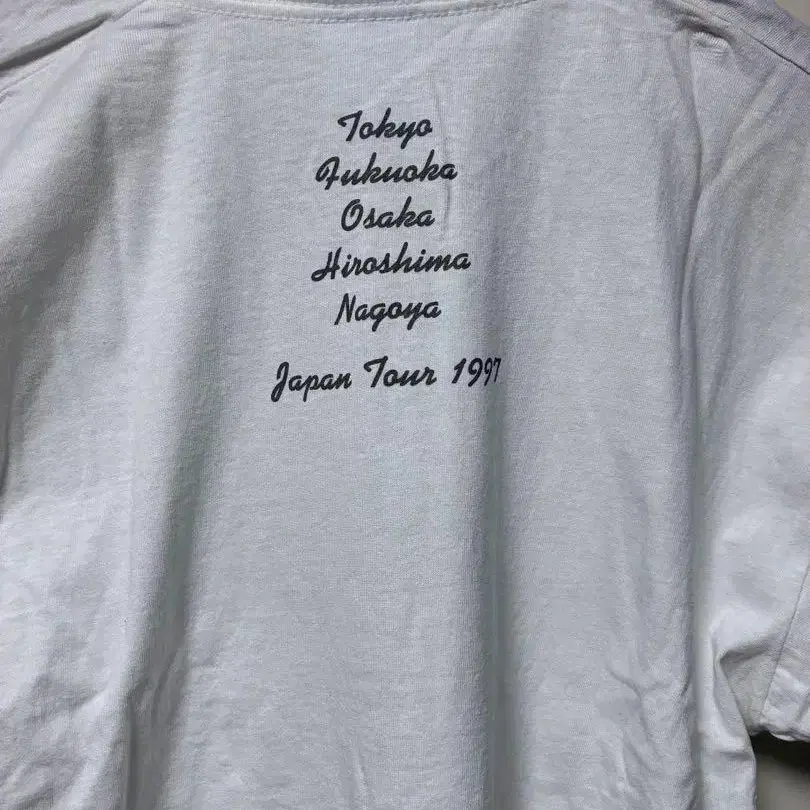 Tokyo
Fukuoka
Osaka
Hiroshima
Nagoya
Japan Tour 1997